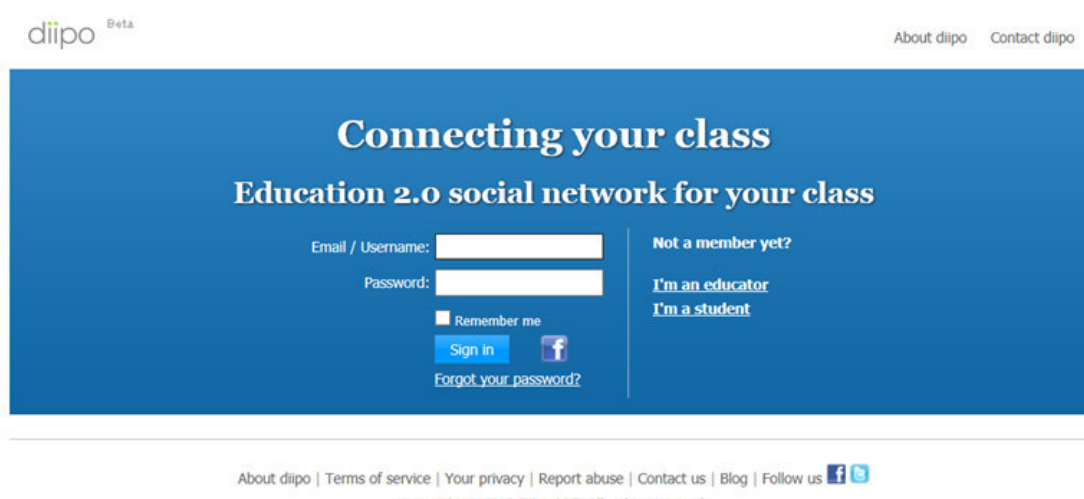 diipo Beta
About diipo Contact diipo
Connecting your class
Education 2.0 social network for your class
Email / Username:
Password:
Remember me
Sign in
Forgot your password?
Not a member yet?
I'm an educator
I'm a student
About diipo | Terms of service | Your privacy | Report abuse | Contact us | Blog | Follow us